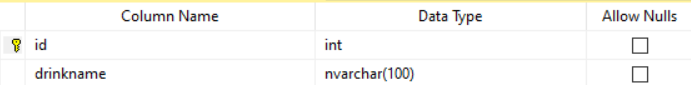 Column Name Data Type Allow Nulls
id int
drinkname nvarchar(100)